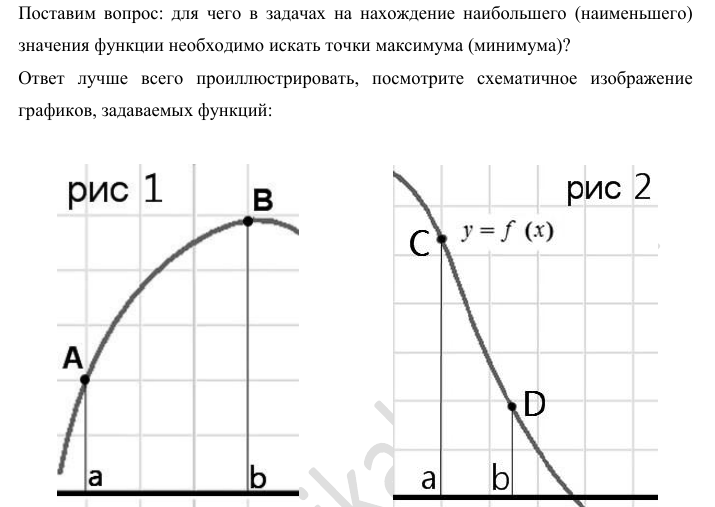 Поставим вопрос: для чего в задачах на нахождение наибольшего (наименьшего)
значения функции необходимо искать точки максимума (минимума)?
Ответ лучше всего проиллюстрировать, посмотрите схематичное изображение
графиков, задаваемых функций:
рис 1
B
A
a
b
рис 2
C
y = f (x)
D
a
b